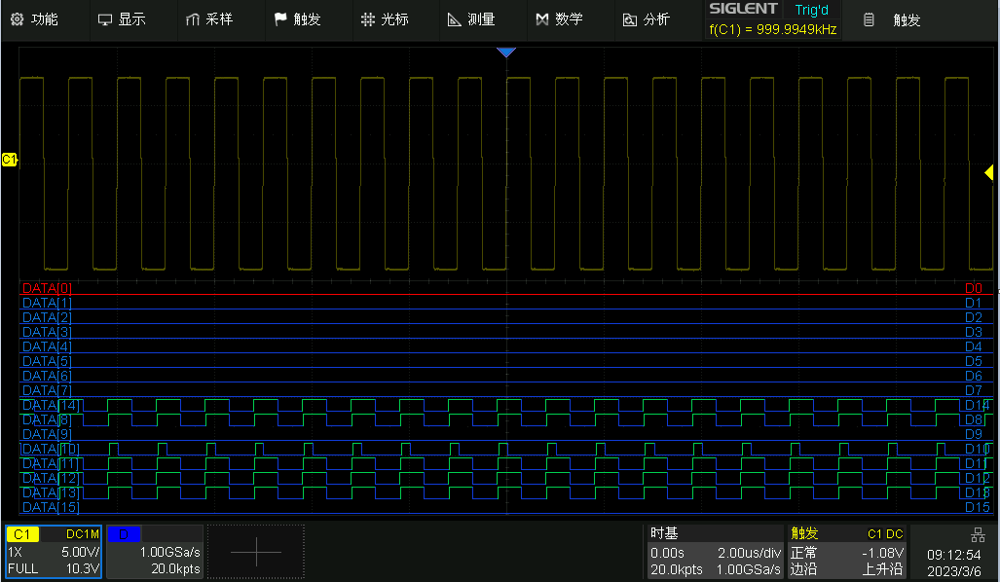 功能 显示 采样 触发 光标 测量 数学 分析 SIGLENT Trig'd 触发
f(C1) = 999.9949kHz
C1
DATA[0] D0
DATA[1] D1
DATA[2] D2
DATA[3] D3
DATA[4] D4
DATA[5] D5
DATA[6] D6
DATA[7] D7
DATA[14] D14
DATA[8] D8
DATA[9] D9
DATA[10] D10
DATA[11] D11
DATA[12] D12
DATA[13] D13
DATA[15] D15
C1 DC1M
1X 5.00V/
FULL 10.3V
D
1.00GSa/s
20.0kpts
时基
0.00s 2.00us/div
20.0kpts 1.00GSa/s
触发 C1 DC
正常 -1.08V
边沿 上升沿
09:12:54
2023/3/6